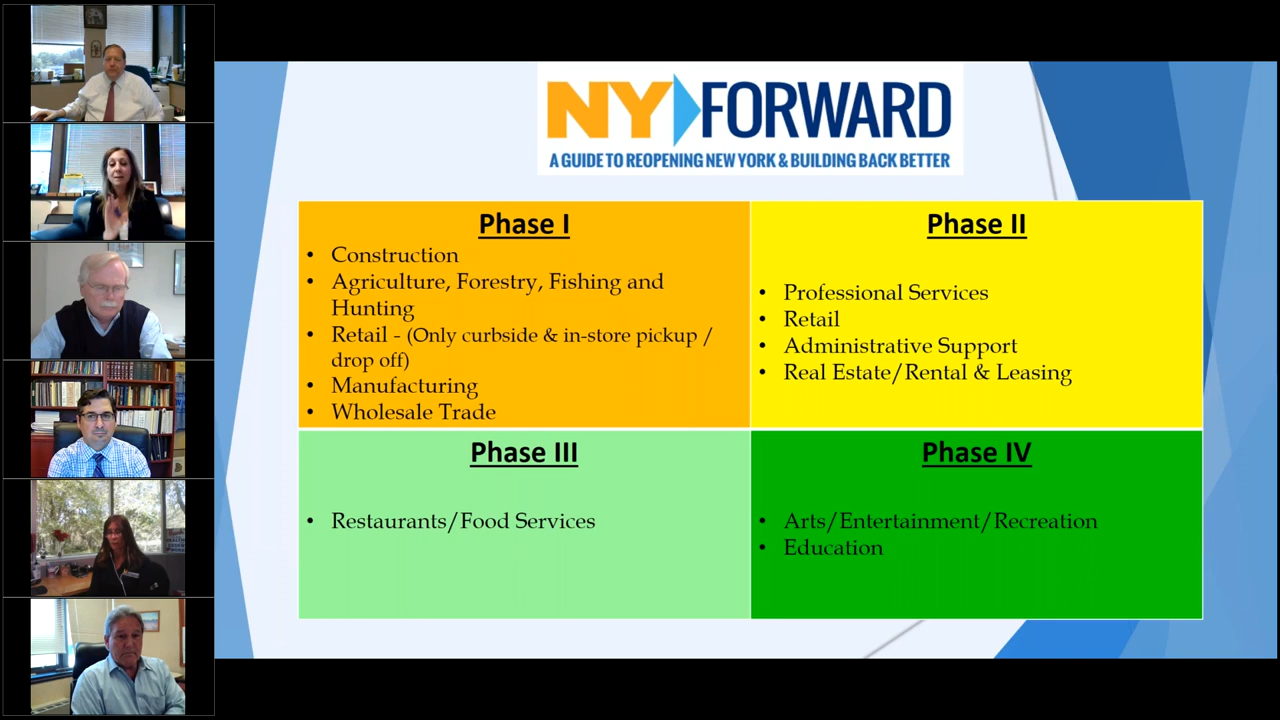 NY FORWARD
A GUIDE TO REOPENING NEW YORK & BUILDING BACK BETTER
Phase I
• Construction
• Agriculture, Forestry, Fishing and
Hunting
• Retail - (Only curbside & in-store pickup /
drop off)
• Manufacturing
• Wholesale Trade
Phase II
• Professional Services
• Retail
• Administrative Support
• Real Estate/Rental & Leasing
Phase III
• Restaurants/Food Services
Phase IV
• Arts/Entertainment/Recreation
• Education